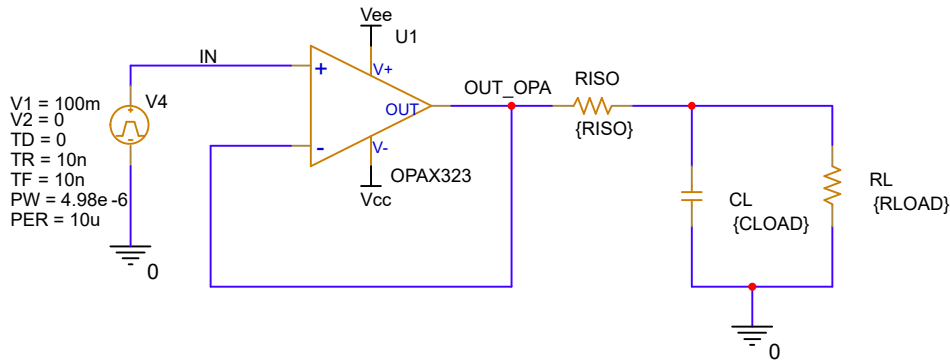 Vee
U1
IN
V+
+
OUT
-
V-
OPAX323
Vcc
V4
+
-
V1 = 100m
V2 = 0
TD = 0
TR = 10n
TF = 10n
PW = 4.98e -6
PER = 10u
0
OUT_OPA
RISO
{RISO}
CL
{CLOAD}
RL
{RLOAD}
0